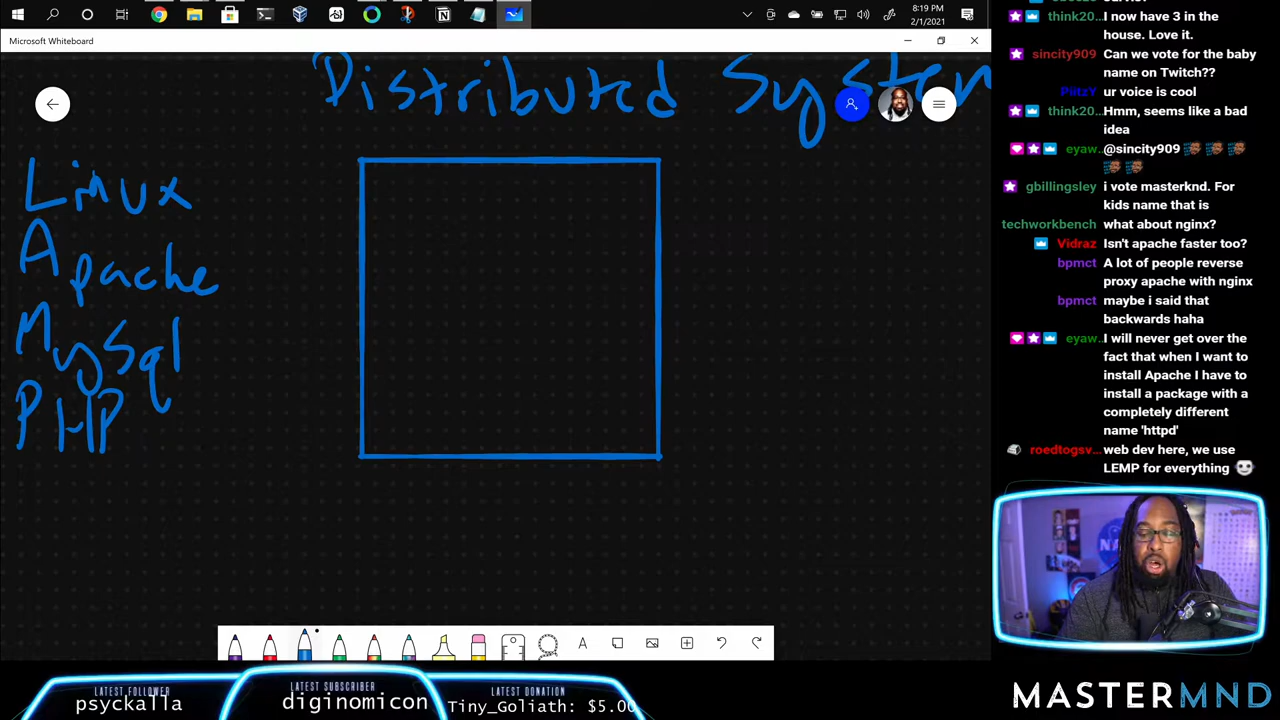 8:19 PM
2/1/2021
Microsoft Whiteboard
Distributed System
Linux
Apache
MySql
PHP
think20... I now have 3 in the
house. Love it.
sincity909 Can we vote for the baby
name on Twitch??
PiitzY ur voice is cool
think20... Hmm, seems like a bad
idea
eyaw... @sincity909
gbillingsley i vote masterknd. For
kids name that is
techworkbench what about nginx?
Vidraz Isn't apache faster too?
bpmct A lot of people reverse
proxy apache with nginx
bpmct maybe i said that
backwards haha
eyaw... I will never get over the
fact that when I want to
install Apache I have to
install a package with a
completely different
name 'httpd'
roedtogsv... web dev here, we use
LEMP for everything
A
LATEST FOLLOWER
psyckalla
LATEST SUBSCRIBER
diginomicon
LATEST DONATION
Tiny_Goliath: $5.00
MASTERMND